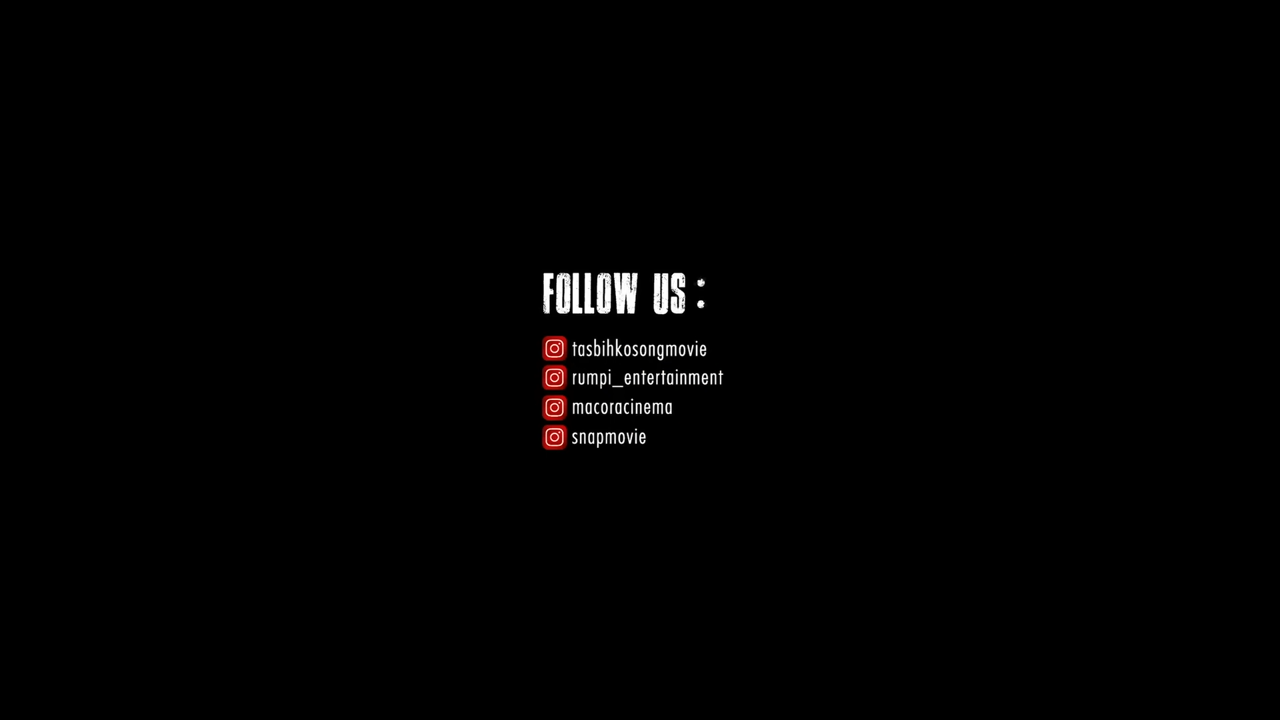 FOLLOW US :
tasbihkosongmovie
rumpi_entertainment
macoracinema
snapmovie